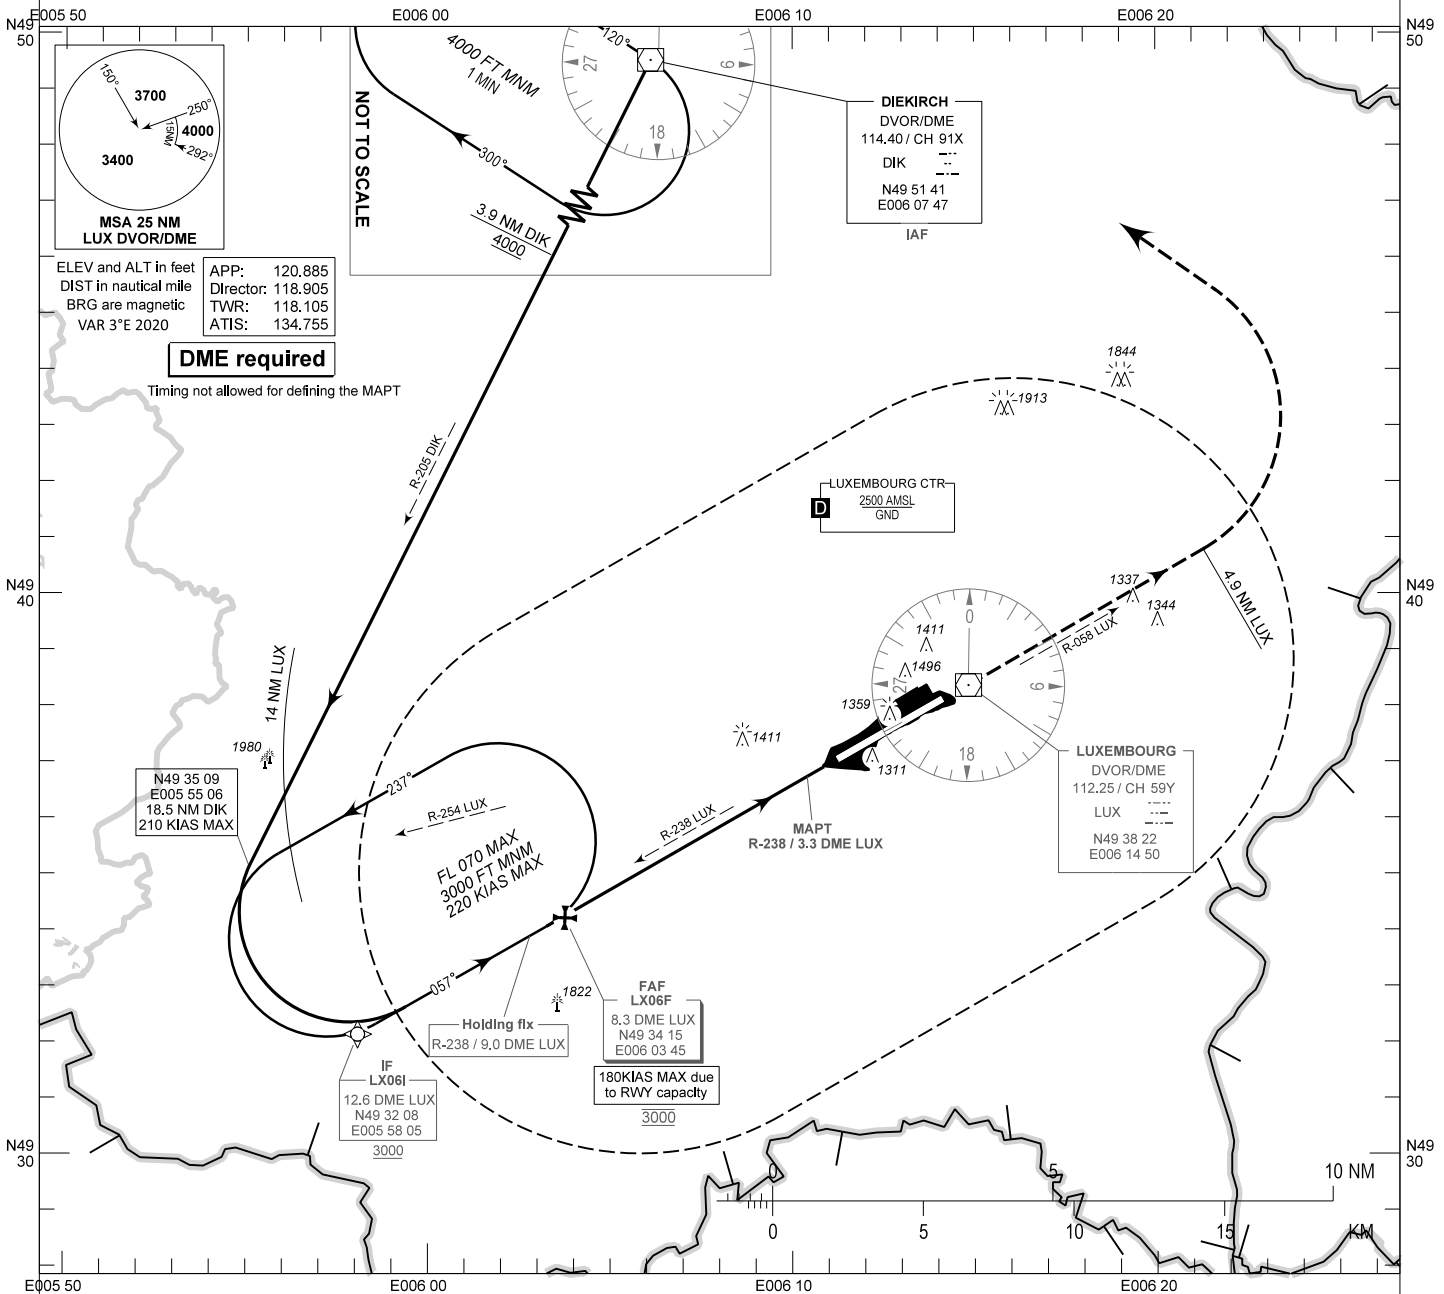 E005 50
E006 00
E006 10
E006 20
N49
50
N49
50
150°
3700
250°
15NM
4000
292°
3400
MSA 25 NM
LUX DVOR/DME
ELEV and ALT in feet
DIST in nautical mile
BRG are magnetic
VAR 3°E 2020
APP: 120.885
Director: 118.905
TWR: 118.105
ATIS: 134.755
DME required
Timing not allowed for defining the MAPT
NOT TO SCALE
4000 FT MNM
1 MIN
120°
27
9
18
300°
3.9 NM DIK
4000
DIEKIRCH
DVOR/DME
114.40 / CH 91X
DIK
N49 51 41
E006 07 47
IAF
1844
1913
R-205 DIK
LUXEMBOURG CTR
D
2500 AMSL
GND
N49
40
N49
40
1337
1344
4.9 NM LUX
R-058 LUX
0
9
18
27
1411
1496
1359
1411
1311
14 NM LUX
1980
N49 35 09
E005 55 06
18.5 NM DIK
210 KIAS MAX
237°
R-254 LUX
FL 070 MAX
3000 FT MNM
220 KIAS MAX
R-238 LUX
MAPT
R-238 / 3.3 DME LUX
LUXEMBOURG
DVOR/DME
112.25 / CH 59Y
LUX
N49 38 22
E006 14 50
057°
1822
Holding fix
R-238 / 9.0 DME LUX
FAF
LX06F
8.3 DME LUX
N49 34 15
E006 03 45
180KIAS MAX due
to RWY capacity
3000
IF
LX06I
12.6 DME LUX
N49 32 08
E005 58 05
3000
N49
30
N49
30
0
5
10 NM
0
5
10
15
KM
E005 50
E006 00
E006 10
E006 20